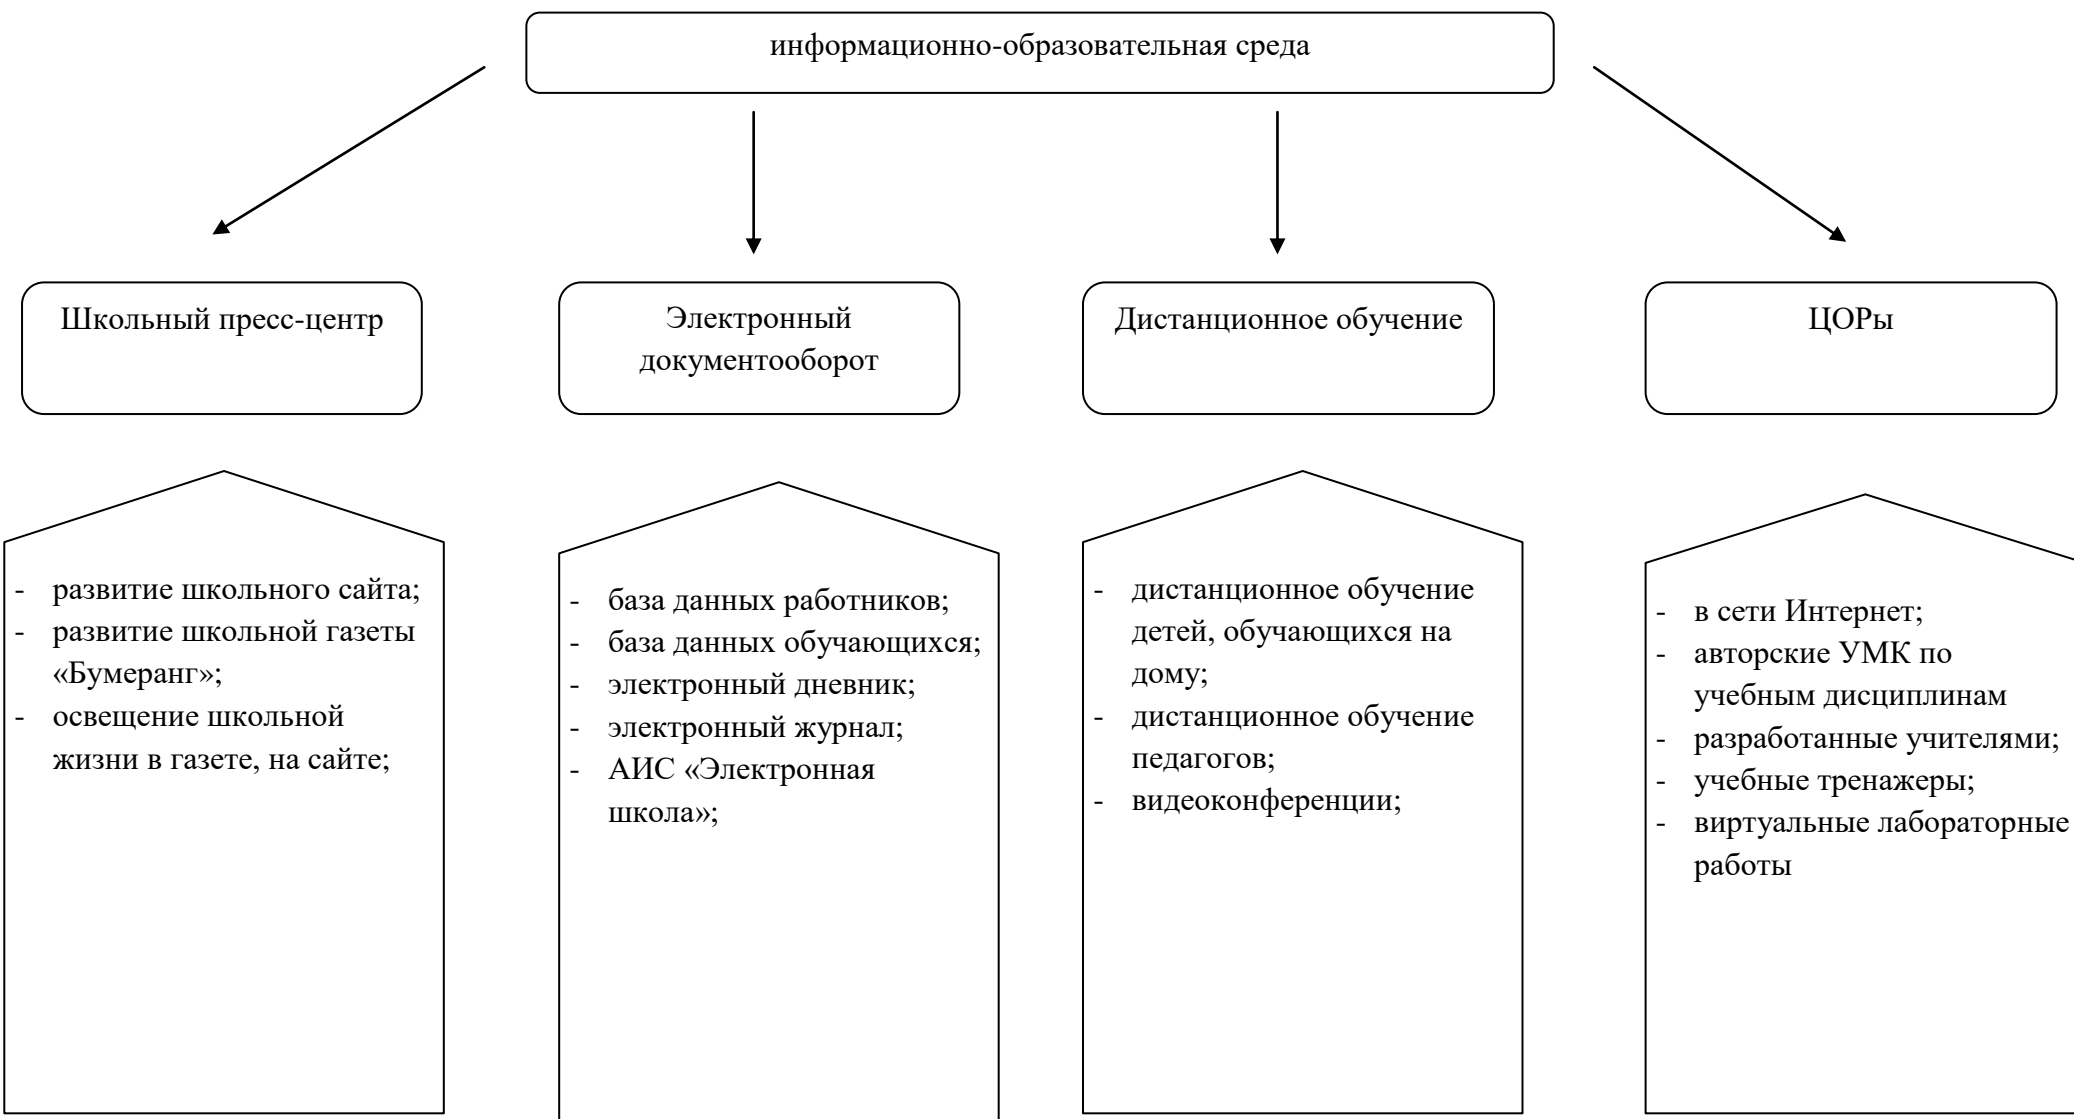 информационно-образовательная среда
Школьный пресс-центр
Электронный
документооборот
Дистанционное обучение
ЦОРы
- развитие школьного сайта;
- развитие школьной газеты
«Бумеранг»;
- освещение школьной
жизни в газете, на сайте;
- база данных работников;
- база данных обучающихся;
- электронный дневник;
- электронный журнал;
- АИС «Электронная
школа»;
- дистанционное обучение
детей, обучающихся на
дому;
- дистанционное обучение
педагогов;
- видеоконференции;
- в сети Интернет;
- авторские УМК по
учебным дисциплинам
- разработанные учителями;
- учебные тренажеры;
- виртуальные лабораторные
работы